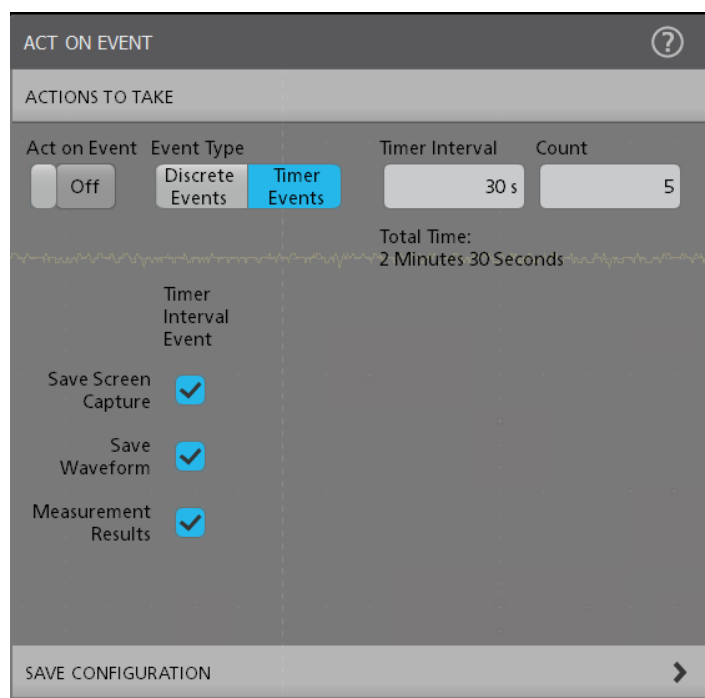 ACT ON EVENT ?
ACTIONS TO TAKE
Act on Event Event Type Timer Interval Count
Off Discrete Events Timer Events 30 s 5
Total Time:
2 Minutes 30 Seconds
Timer
Interval
Event
Save Screen
Capture
Save
Waveform
Measurement
Results
SAVE CONFIGURATION